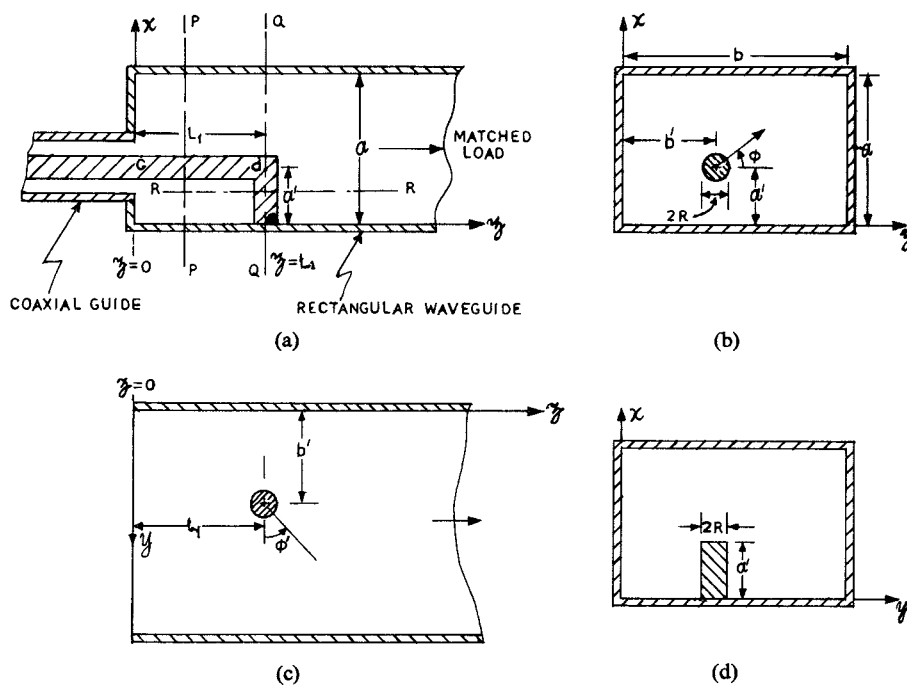 x
P
Q
L₁
a
MATCHED
LOAD
C
d
R
R
a'
z
z=0
P
Q
z=L₁
COAXIAL GUIDE
RECTANGULAR WAVEGUIDE
(a)
x
b
b'
ϕ
a
a'
2R
(b)
z=0
z
b'
L₁
y
ϕ'
(c)
x
2R
a'
y
(d)